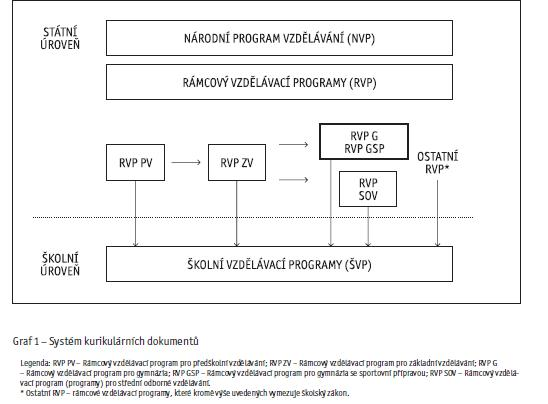 STÁTNÍ
ÚROVEŇ
NÁRODNÍ PROGRAM VZDĚLÁVÁNÍ (NVP)
RÁMCOVÝ VZDĚLÁVACÍ PROGRAMY (RVP)
RVP PV
RVP ZV
RVP G
RVP GSP
RVP
SOV
OSTATNÍ
RVP*
ŠKOLNÍ
ÚROVEŇ
ŠKOLNÍ VZDĚLÁVACÍ PROGRAMY (ŠVP)
Graf 1 – Systém kurikulárních dokumentů
Legenda: RVP PV – Rámcový vzdělávací program pro předškolní vzdělávání; RVP ZV – Rámcový vzdělávací program pro základní vzdělávání; RVP G
– Rámcový vzdělávací program pro gymnázia; RVP GSP – Rámcový vzdělávací program pro gymnázia se sportovní přípravou; RVP SOV – Rámcový vzdělá-
vací program (programy) pro střední odborné vzdělávání.
* Ostatní RVP – rámcové vzdělávací programy, které kromě výše uvedených vymezuje školský zákon.